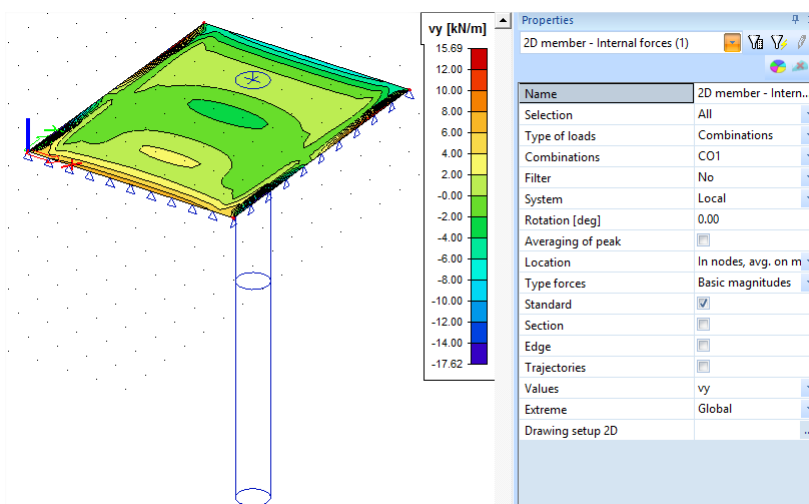 vy [kN/m]
15.69
12.00
10.00
8.00
6.00
4.00
2.00
-0.00
-2.00
-4.00
-6.00
-8.00
-10.00
-12.00
-14.00
-17.62
Properties
2D member - Internal forces (1)
Name 2D member - Intern...
Selection All
Type of loads Combinations
Combinations CO1
Filter No
System Local
Rotation [deg] 0.00
Averaging of peak
Location In nodes, avg. on m
Type forces Basic magnitudes
Standard
Section
Edge
Trajectories
Values vy
Extreme Global
Drawing setup 2D ...